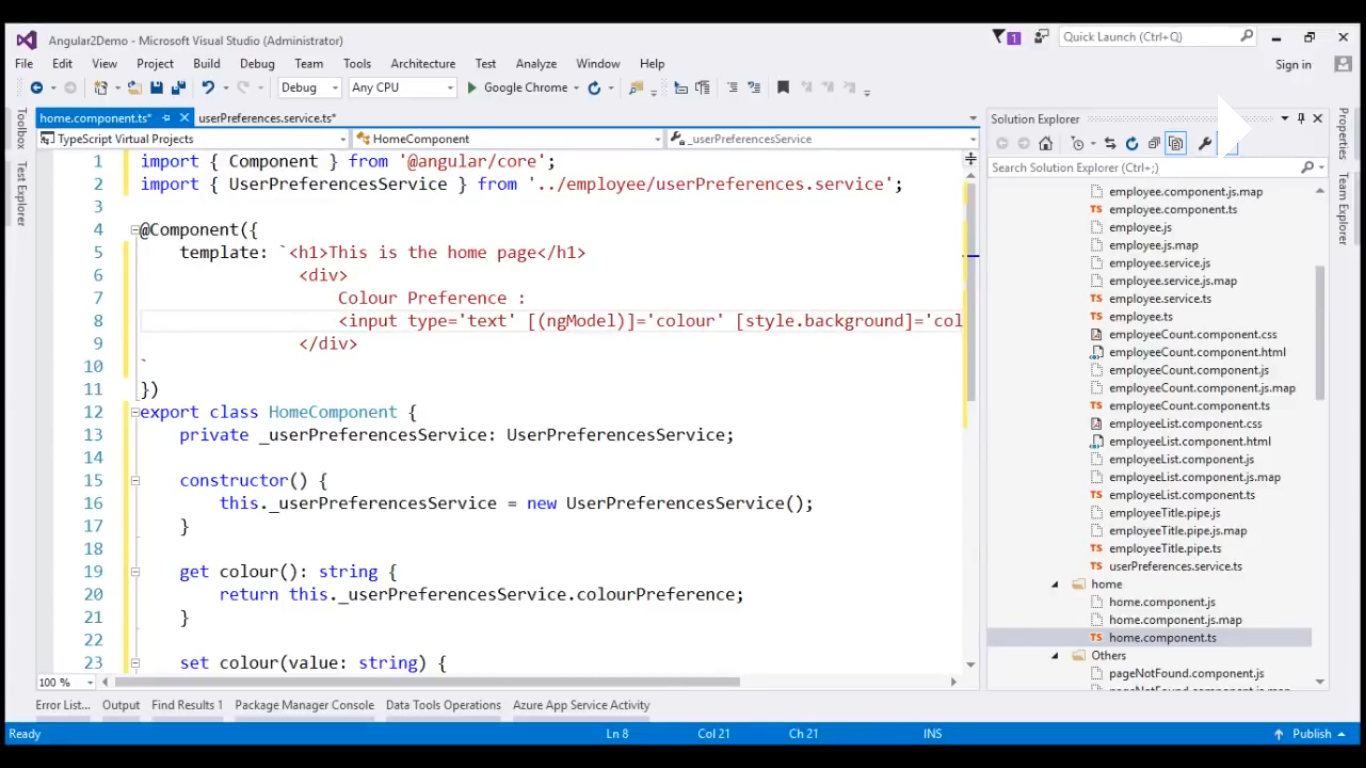 Angular2Demo - Microsoft Visual Studio (Administrator)
1
Quick Launch (Ctrl+Q)
File Edit View Project Build Debug Team Tools Architecture Test Analyze Window Help
Sign in
Debug Any CPU Google Chrome
Toolbox
Test Explorer
home.component.ts*
userPreferences.service.ts*
TypeScript Virtual Projects
HomeComponent
_userPreferencesService
1 import { Component } from '@angular/core';
2 import { UserPreferencesService } from '../employee/userPreferences.service';
3
4 @Component({
5 template: `<h1>This is the home page</h1>
6 <div>
7 Colour Preference :
8 <input type='text' [(ngModel)]='colour' [style.background]='col
9 </div>
10 `
11 })
12 export class HomeComponent {
13 private _userPreferencesService: UserPreferencesService;
14
15 constructor() {
16 this._userPreferencesService = new UserPreferencesService();
17 }
18
19 get colour(): string {
20 return this._userPreferencesService.colourPreference;
21 }
22
23 set colour(value: string) {
100 %
Solution Explorer
Search Solution Explorer (Ctrl+;)
employee.component.js.map
TS employee.component.ts
employee.js
employee.js.map
employee.service.js
employee.service.js.map
TS employee.service.ts
TS employee.ts
employeeCount.component.css
employeeCount.component.html
employeeCount.component.js
employeeCount.component.js.map
TS employeeCount.component.ts
employeeList.component.css
employeeList.component.html
employeeList.component.js
employeeList.component.js.map
TS employeeList.component.ts
employeeTitle.pipe.js
employeeTitle.pipe.js.map
TS employeeTitle.pipe.ts
TS userPreferences.service.ts
home
home.component.js
home.component.js.map
TS home.component.ts
Others
pageNotFound.component.js
Properties
Team Explorer
Error List... Output Find Results 1 Package Manager Console Data Tools Operations Azure App Service Activity
Ready Ln 8 Col 21 Ch 21 INS Publish